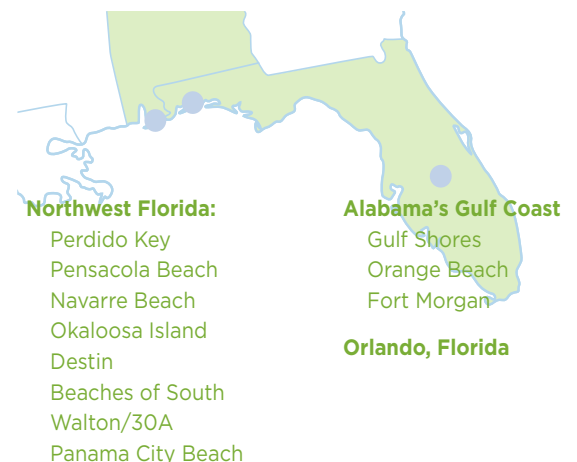 Northwest Florida:
Perdido Key
Pensacola Beach
Navarre Beach
Okaloosa Island
Destin
Beaches of South
Walton/30A
Panama City Beach
Alabama’s Gulf Coast
Gulf Shores
Orange Beach
Fort Morgan
Orlando, Florida